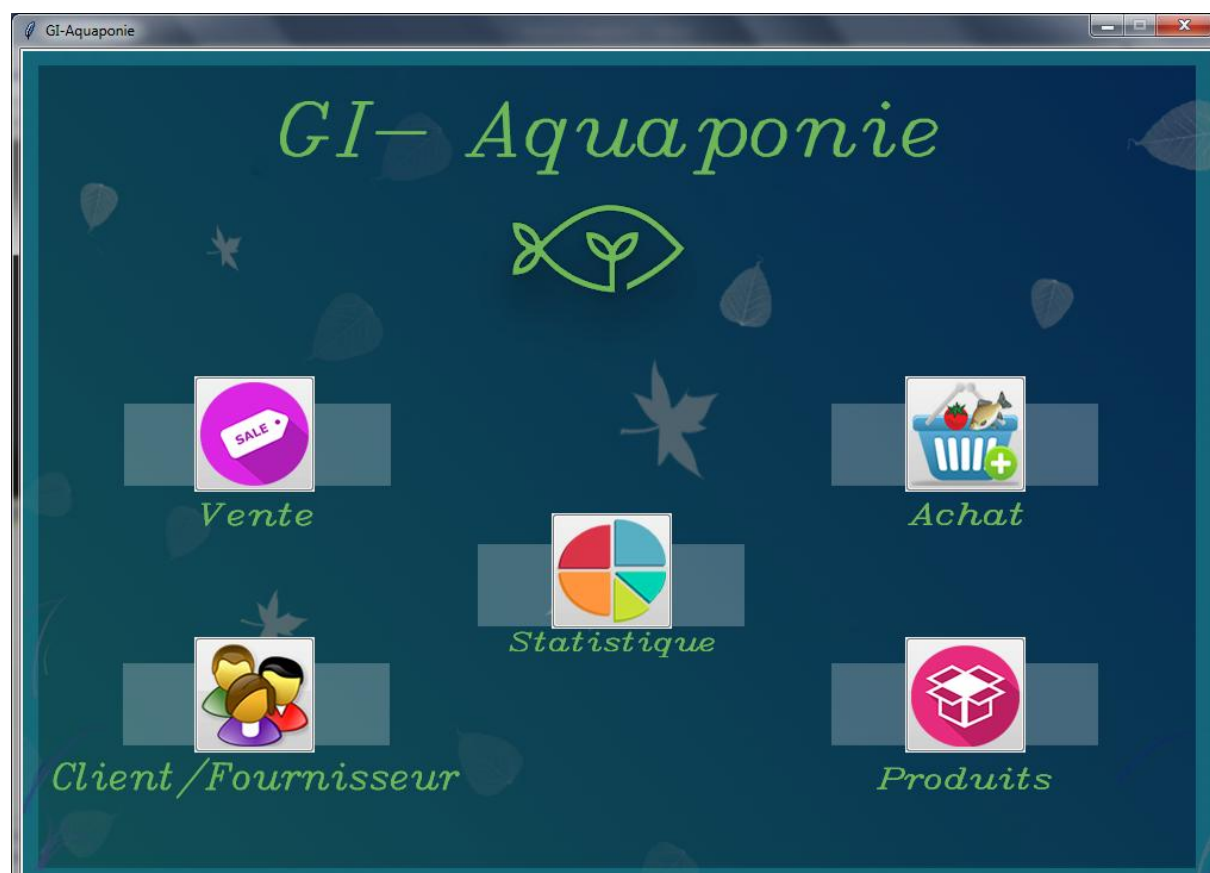 GI-Aquaponie
GI- Aquaponie
SALE
Vente
Achat
Statistique
Client/Fournisseur
Produits